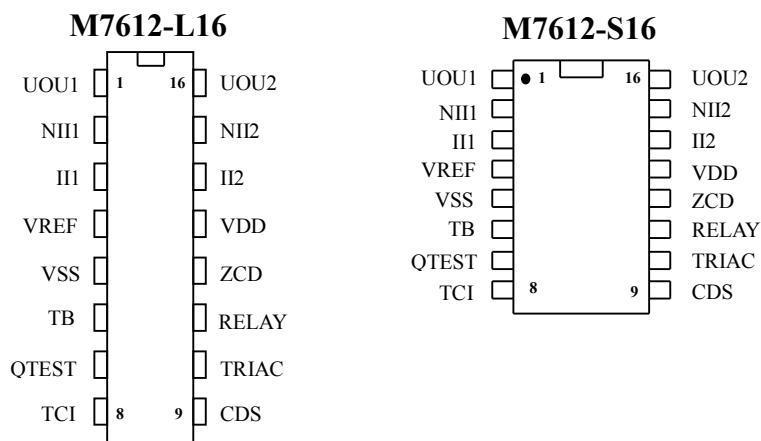 M7612-L16
UOU1 1 16 UOU2
NII1 NII2
II1 II2
VREF VDD
VSS ZCD
TB RELAY
QTEST TRIAC
TCI 8 9 CDS
M7612-S16
UOU1 1 16 UOU2
NII1 NII2
II1 II2
VREF VDD
VSS ZCD
TB RELAY
QTEST TRIAC
TCI 8 9 CDS